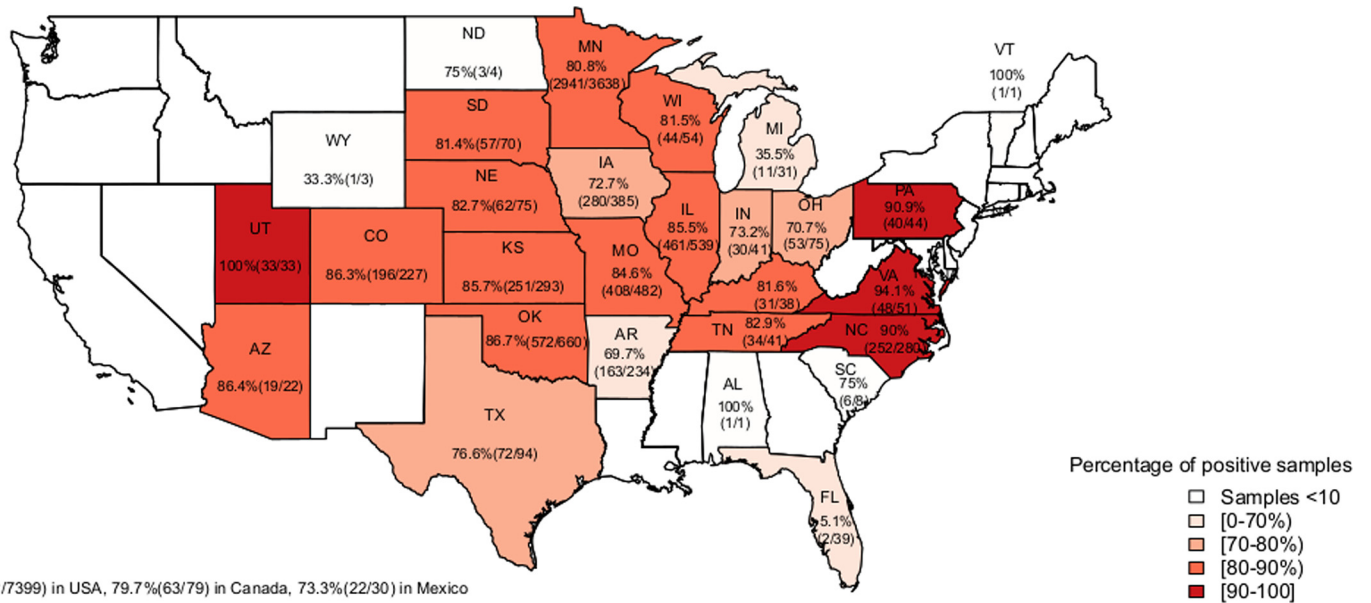 ND
75%(3/4)
MN
80.8%
(2941/3638)
VT
100%
(1/1)
SD
81.4%(57/70)
WI
81.5%
(44/54)
MI
35.5%
(11/31)
WY
33.3%(1/3)
IA
72.7%
(280/385)
NE
82.7%(62/75)
PA
90.9%
(40/44)
OH
70.7%
(53/75)
IN
73.2%
(30/41)
IL
85.5%
(461/539)
UT
100%(33/33)
CO
86.3%(196/227)
KS
85.7%(251/293)
MO
84.6%
(408/482)
81.6%
(31/38)
VA
94.1%
(48/51)
OK
86.7%(572/660)
AR
69.7%
(163/234)
TN 82.9%
(34/41)
NC 90%
(252/280)
AZ
86.4%(19/22)
SC
75%
(6/8)
AL
100%
(1/1)
TX
76.6%(72/94)
FL
5.1%
(2/39)
Percentage of positive samples
Samples <10
[0-70%)
[70-80%)
[80-90%)
[90-100]
/7399) in USA, 79.7%(63/79) in Canada, 73.3%(22/30) in Mexico